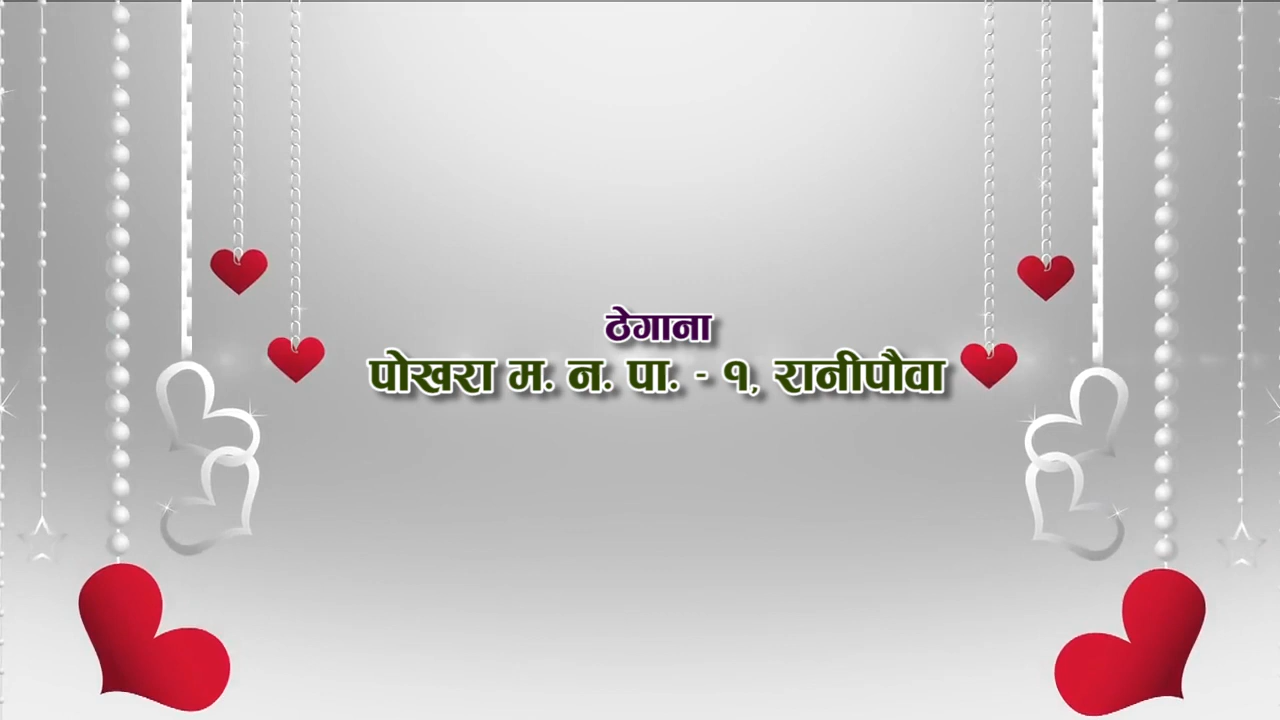 ठेगाना
पोखरा म. न. पा. - १, रानीपौवा